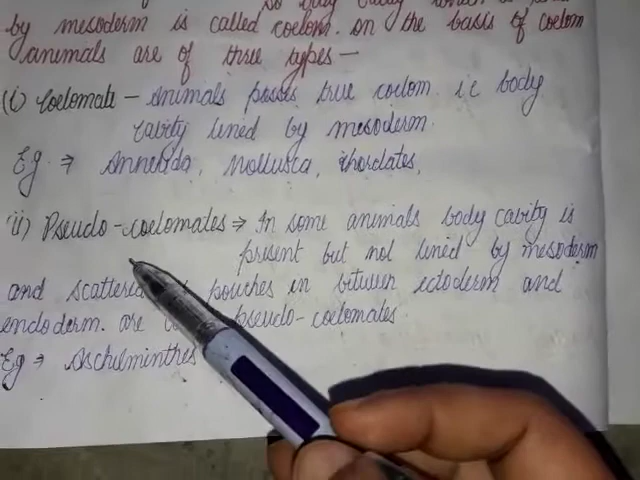 by mesoderm is called coelom. On the basis of coelom
animals are of three types —
(i) Coelomate – Animals posses true coelom i.e body
cavity lined by mesoderm.
Eg ⇒ Annelida, Mollusca, Chordates,
(ii) Pseudo-coelomates ⇒ In some animals body cavity is
present but not lined by mesoderm
and scattered pouches in between ectoderm and
endoderm. are pseudo-coelomates
Eg ⇒ Aschelminthes